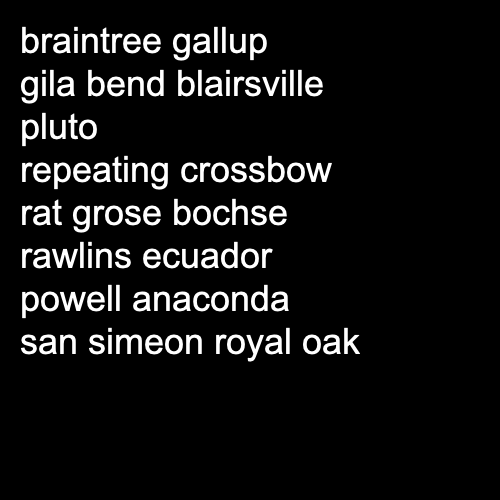 braintree gallup
gila bend blairsville
pluto
repeating crossbow
rat grose bochse
rawlins ecuador
powell anaconda
san simeon royal oak